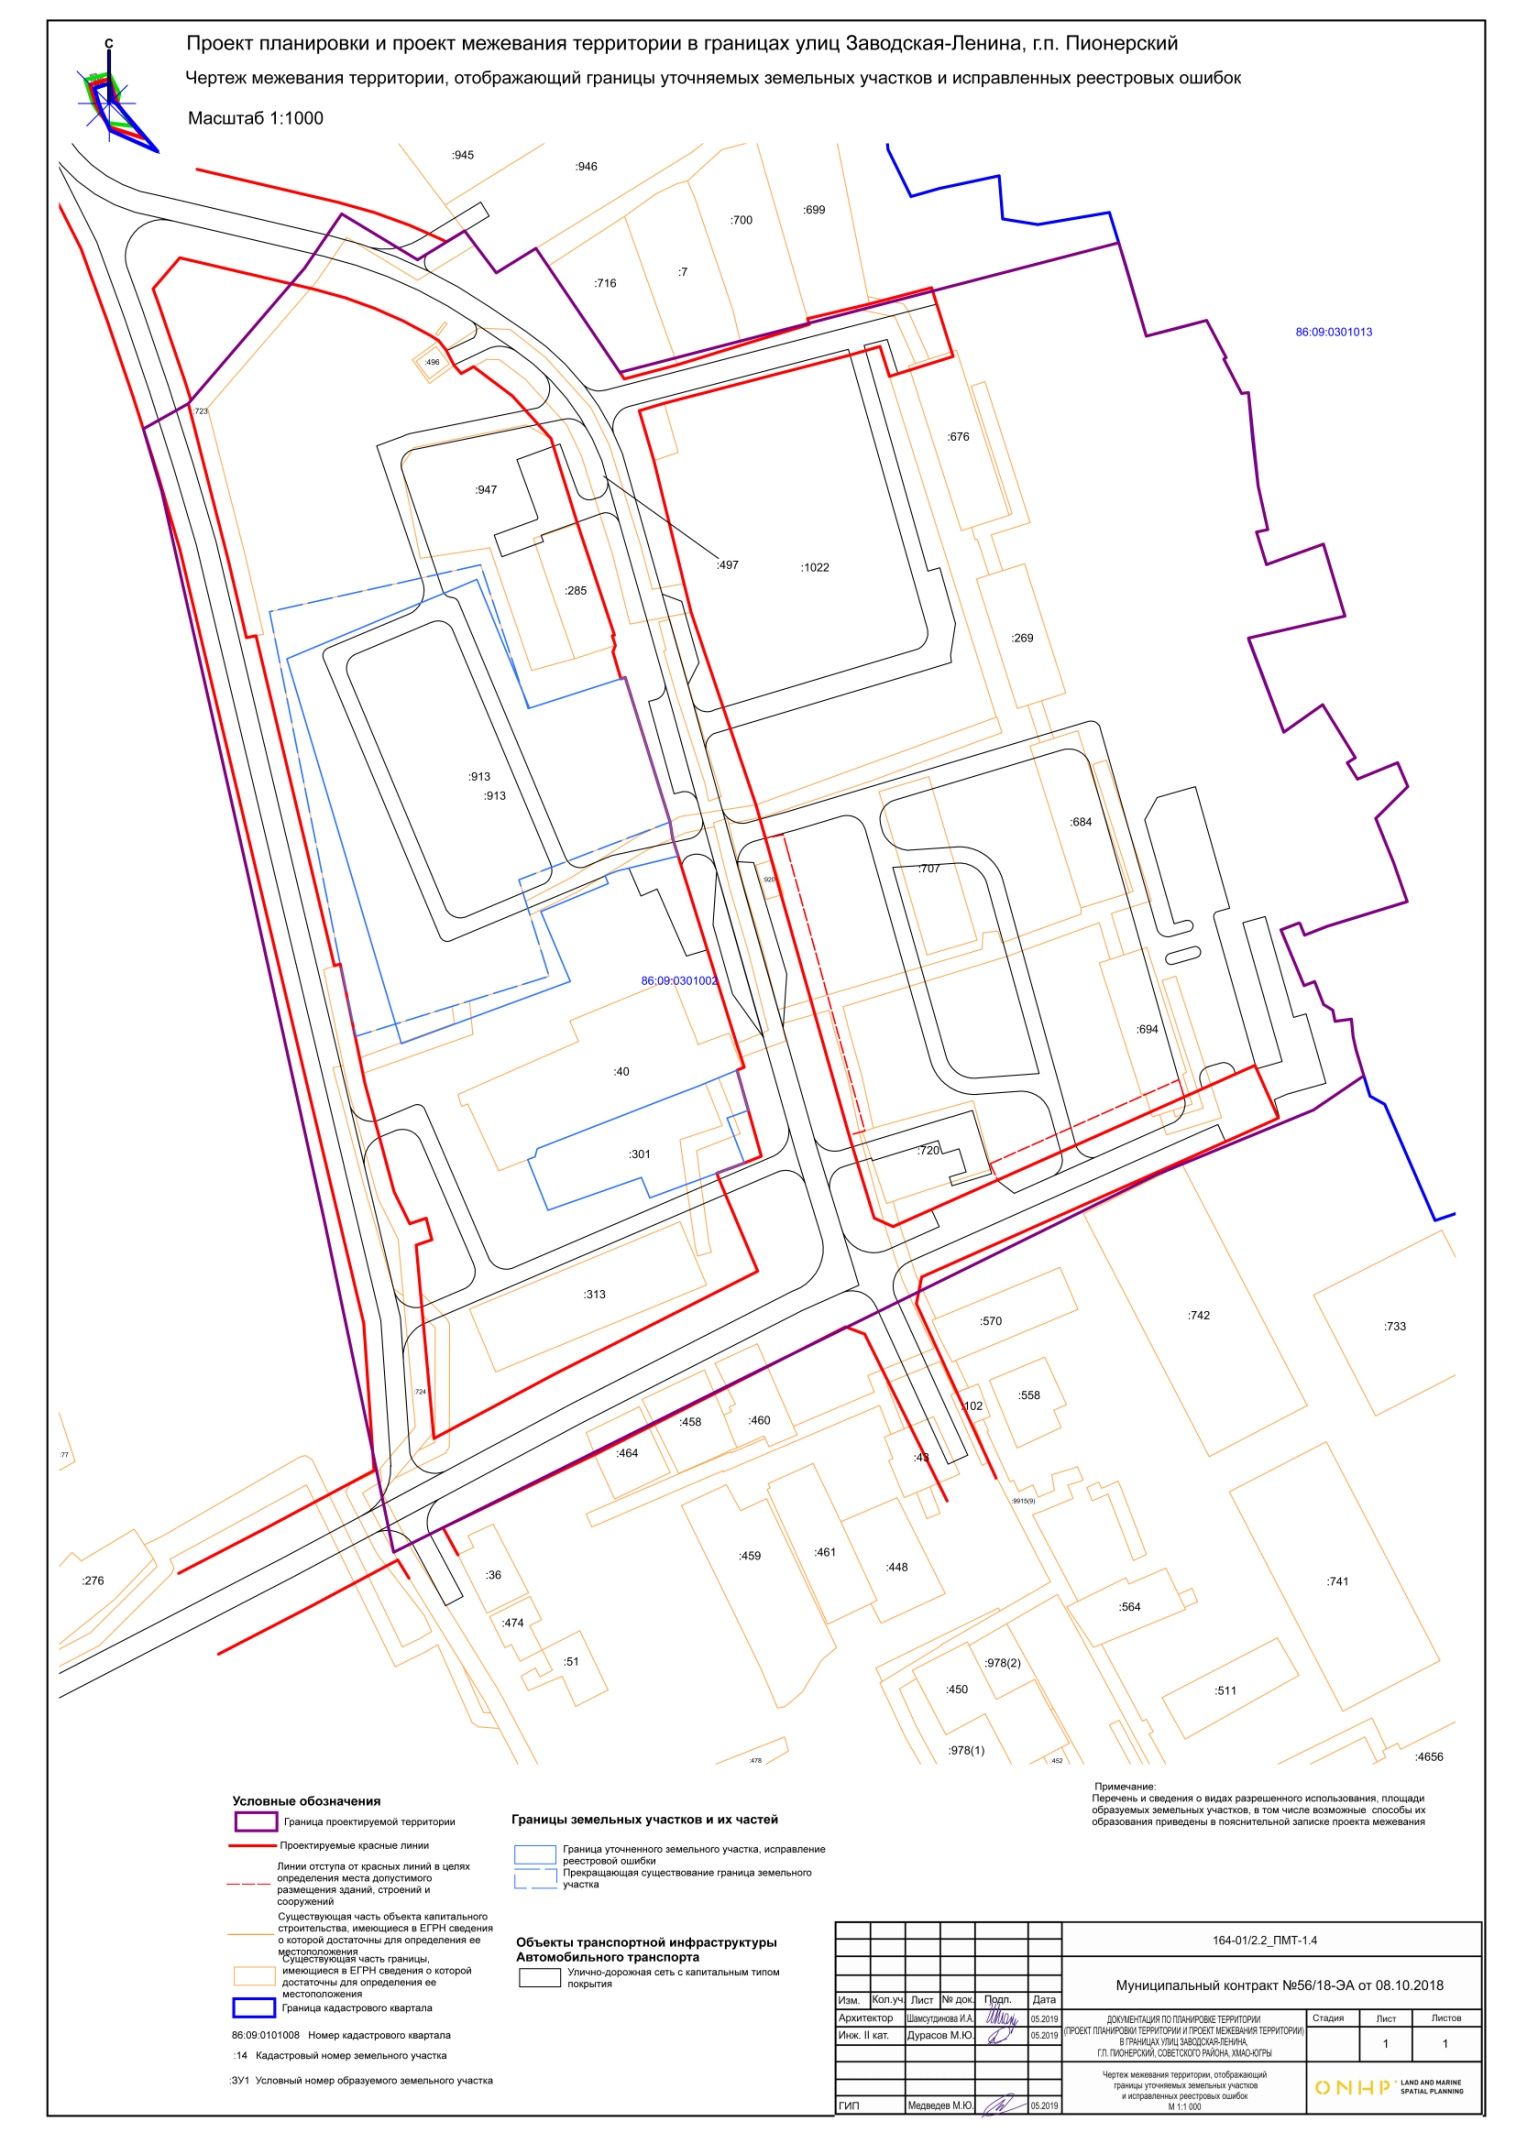 С
Проект планировки и проект межевания территории в границах улиц Заводская-Ленина, г.п. Пионерский
Чертеж межевания территории, отображающий границы уточняемых земельных участков и исправленных реестровых ошибок
Масштаб 1:1000
:945
:946
:699
:700
:7
:716
86:09:0301013
:496
:723
:676
:947
:497
:1022
:285
:269
:913
:913
:684
:707
:920
86:09:0301002
:694
:40
:301
:720
:313
:570
:742
:733
:724
:558
:102
:458
:460
:464
:43
:77
:9915(9)
:459
:461
:448
:36
:276
:741
:564
:474
:51
:978(2)
:450
:511
:978(1)
:478
:452
:4656
Условные обозначения
Граница проектируемой территории
Проектируемые красные линии
Линии отступа от красных линий в целях
определения места допустимого
размещения зданий, строений и
сооружений
Существующая часть объекта капитального
строительства, имеющиеся в ЕГРН сведения
о которой достаточны для определения ее
местоположения
Существующая часть границы,
имеющиеся в ЕГРН сведения о которой
достаточны для определения ее
местоположения
Граница кадастрового квартала
86:09:0101008 Номер кадастрового квартала
:14 Кадастровый номер земельного участка
:ЗУ1 Условный номер образуемого земельного участка
Границы земельных участков и их частей
Граница уточненного земельного участка, исправление
реестровой ошибки
Прекращающая существование граница земельного
участка
Объекты транспортной инфраструктуры
Автомобильного транспорта
Улично-дорожная сеть с капитальным типом
покрытия
Примечание:
Перечень и сведения о видах разрешенного использования, площади
образуемых земельных участков, в том числе возможные способы их
образования приведены в пояснительной записке проекта межевания
164-01/2.2_ПМТ-1.4
Муниципальный контракт №56/18-ЭА от 08.10.2018
Изм. Кол.уч. Лист № док. Подп. Дата
Архитектор Шамсутдинова И.А. 05.2019
Инж. II кат. Дурасов М.Ю. 05.2019
ГИП Медведев М.Ю. 05.2019
ДОКУМЕНТАЦИЯ ПО ПЛАНИРОВКЕ ТЕРРИТОРИИ
(ПРОЕКТ ПЛАНИРОВКИ ТЕРРИТОРИИ И ПРОЕКТ МЕЖЕВАНИЯ ТЕРРИТОРИИ)
В ГРАНИЦАХ УЛИЦ ЗАВОДСКАЯ-ЛЕНИНА,
Г.П. ПИОНЕРСКИЙ, СОВЕТСКОГО РАЙОНА, ХМАО-ЮГРЫ
Стадия Лист Листов
1 1
Чертеж межевания территории, отображающий
границы уточняемых земельных участков
и исправленных реестровых ошибок
М 1:1 000
ONHP LAND AND MARINE
SPATIAL PLANNING